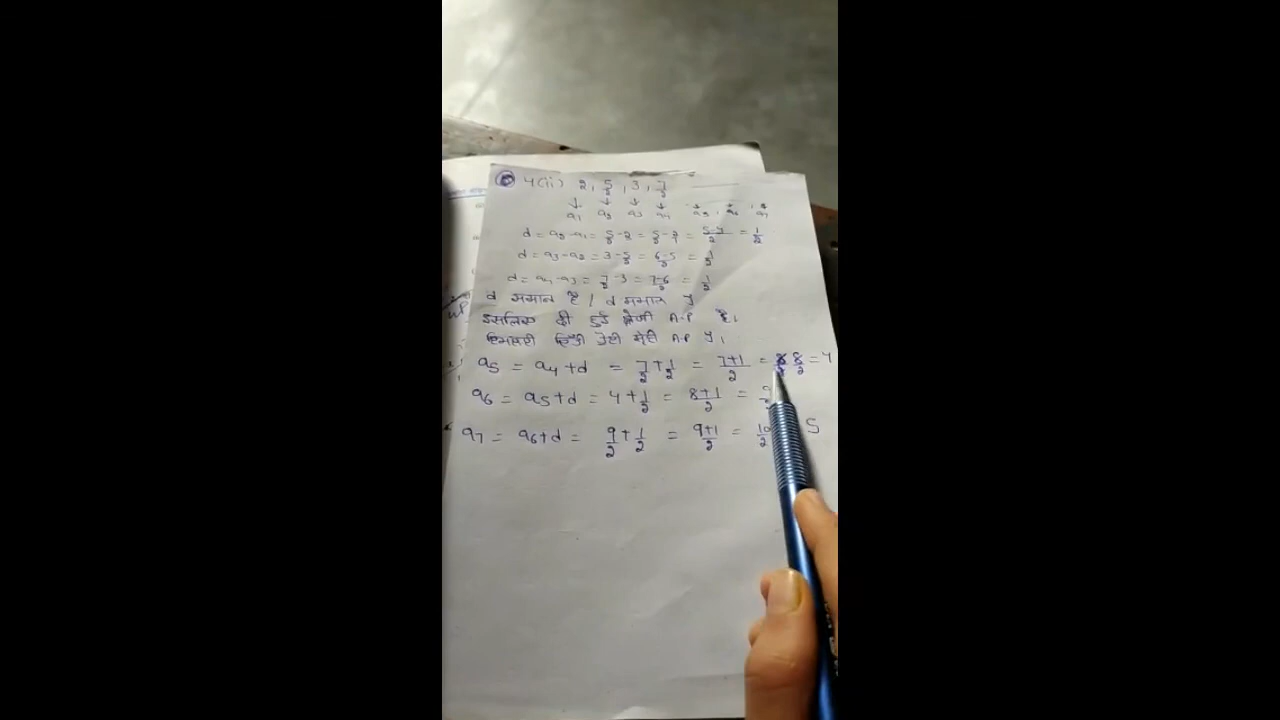 4(ii) 2, 5/2, 3, 7/2
↓ ↓ ↓ ↓ ↓ ↓ ↓
a1 a2 a3 a4 a5, a6, a7
d = a2-a1 = 5/2-2 = 5/2-2/1 = 5-4/2 = 1/2
d = a3-a2 = 3-5/2 = 6-5/2 = 1/2
d = a4-a3 = 7/2-3 = 7-6/2 = 1/2
d समान है। d समान
इसलिए दी हुई श्रेणी A.P है।
A.P
a5 = a4+d = 7/2+1/2 = 7+1/2 = 8/2 = 4
a6 = a5+d = 4+1/2 = 8+1/2 =
a7 = a6+d = 9/2+1/2 = 9+1/2 = 10/2 5